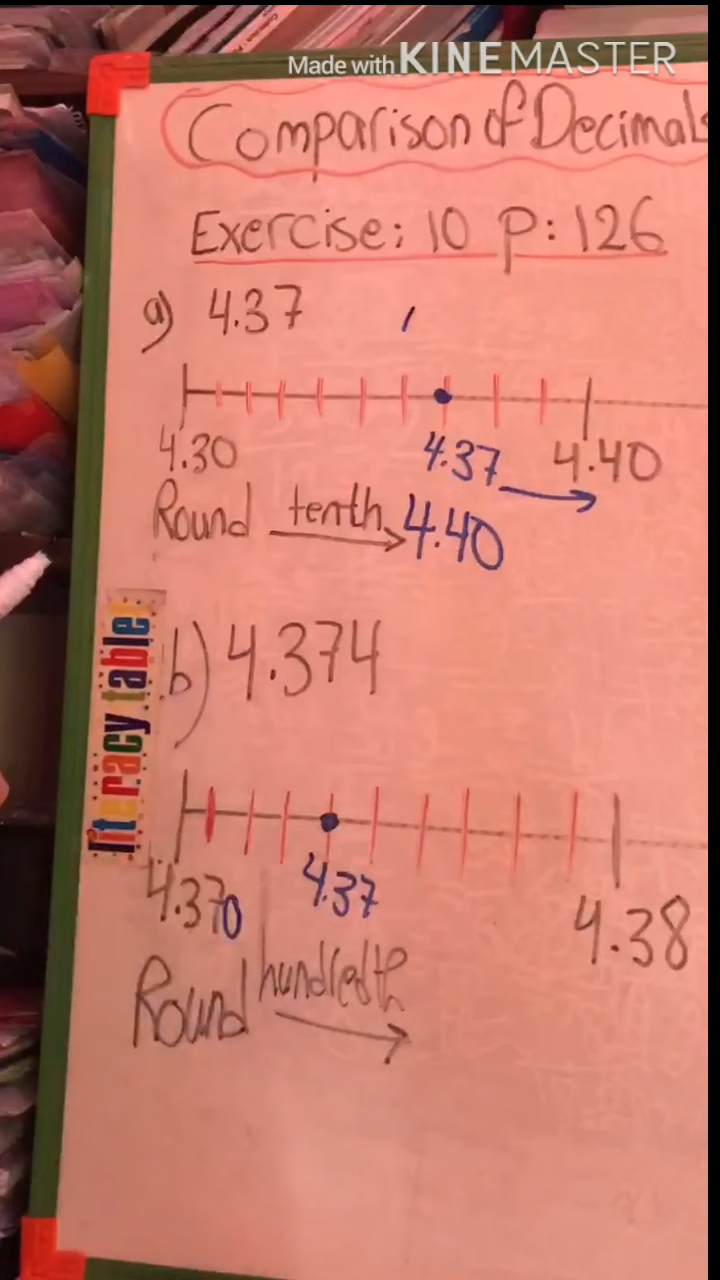 Made with KINEMASTER
Comparison of Decimals
Exercise: 10 p: 126
a) 4.37
4.30 4.37 4.40
Round tenth 4.40
b) 4.374
4.370 4.37 4.38
Round hundredth
literacy table